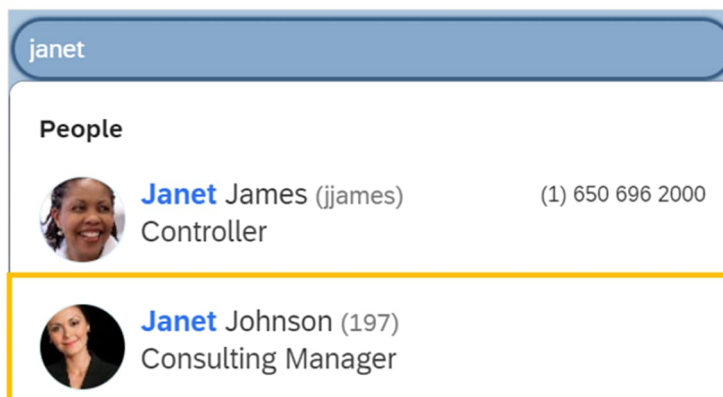 janet
People
Janet James (jjames) (1) 650 696 2000
Controller
Janet Johnson (197)
Consulting Manager